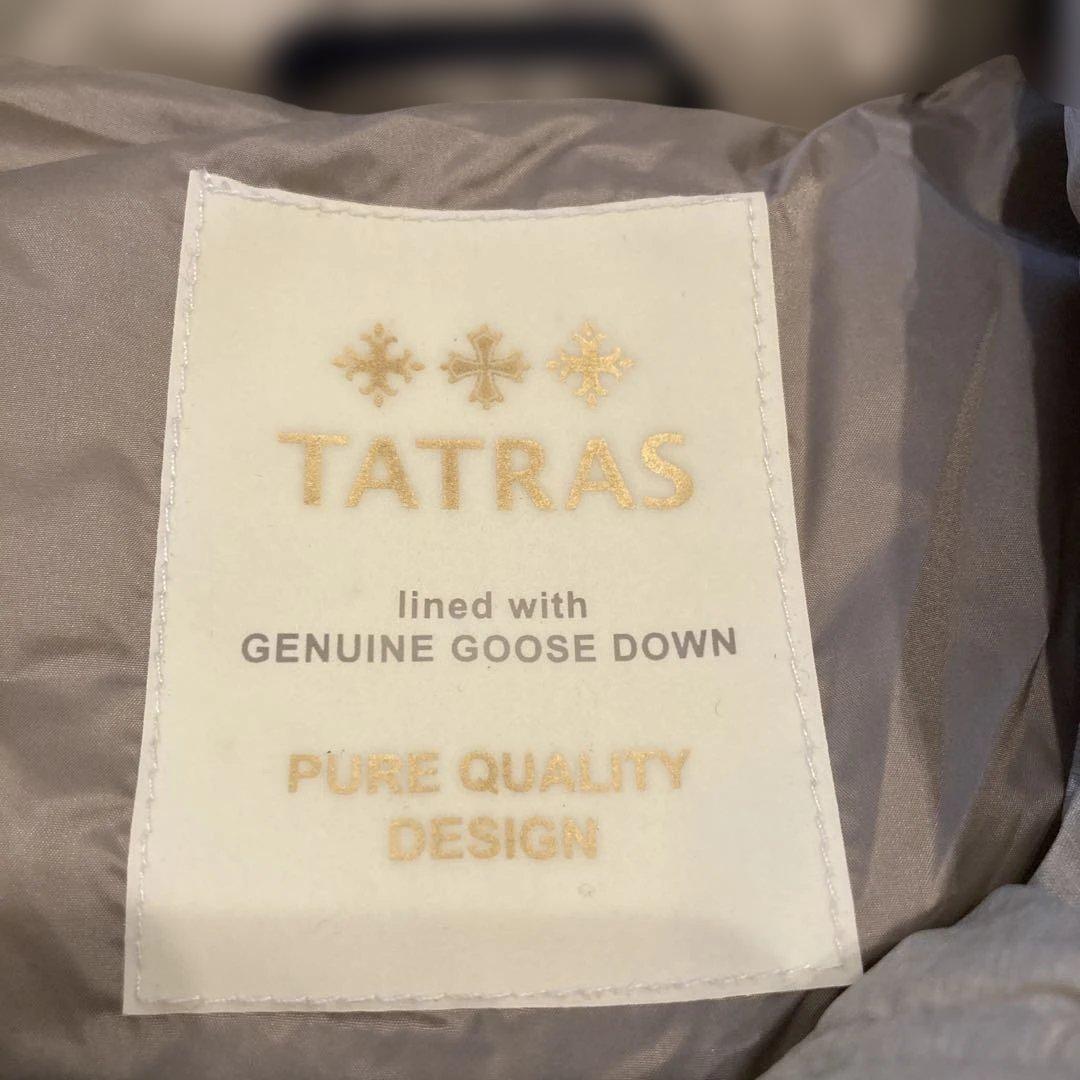 TATRAS
lined with
GENUINE GOOSE DOWN
PURE QUALITY
DESIGN